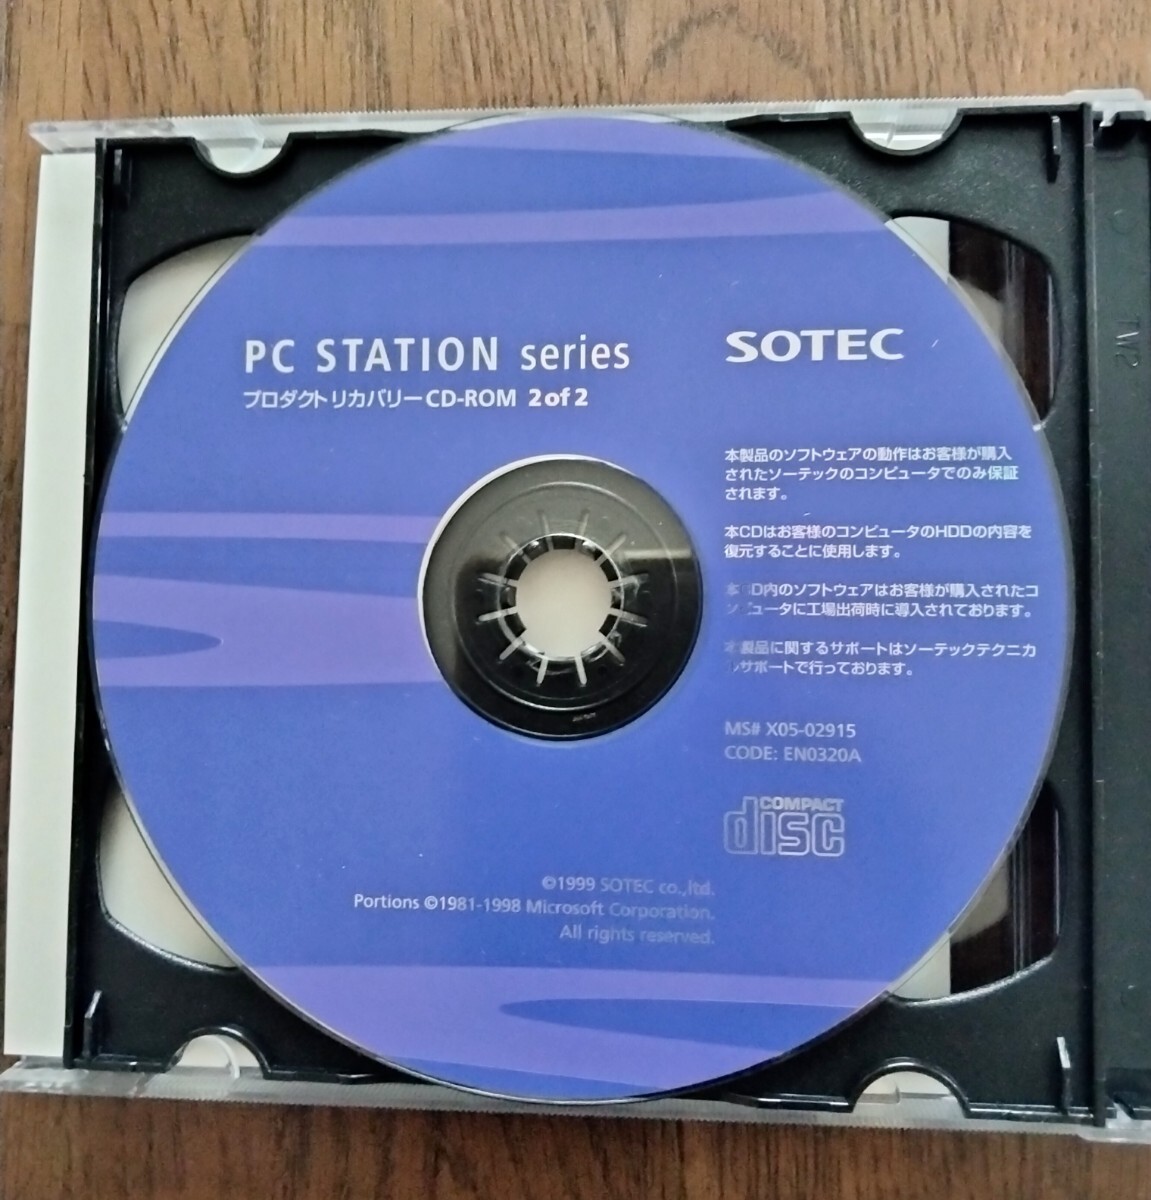 PC STATION series
プロダクトリカバリーCD-ROM 2of2
SOTEC
本製品のソフトウェアの動作はお客様が購入
されたソーテックのコンピュータでのみ保証
されます。
本CDはお客様のコンピュータのHDDの内容を
復元することに使用します。
本CD内のソフトウェアはお客様が購入されたコ
ンピュータに工場出荷時に導入されております。
本製品に関するサポートはソーテックテクニカ
ルサポートで行っております。
MS# X05-02915
CODE: EN0320A
COMPACT
disc
©1999 SOTEC co.,ltd.
Portions ©1981-1998 Microsoft Corporation.
All rights reserved.